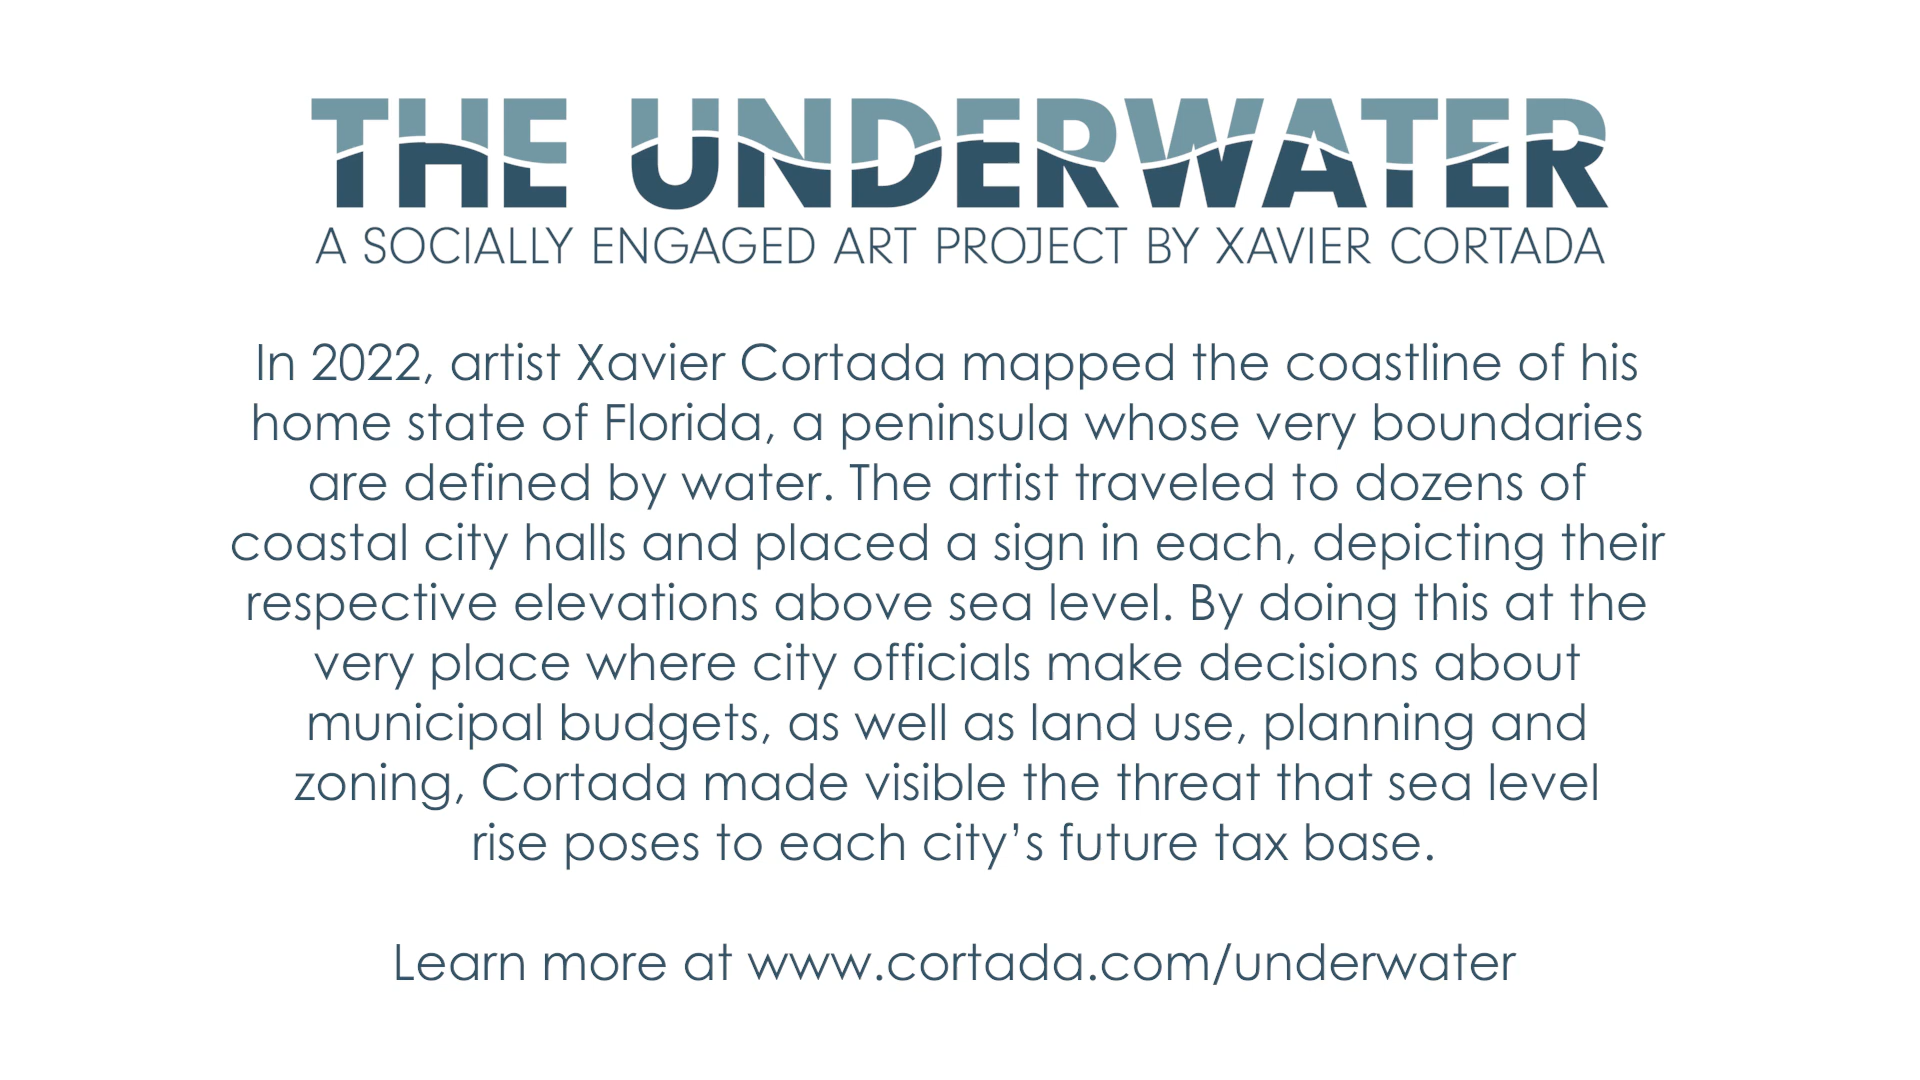 THE UNDERWATER
A SOCIALLY ENGAGED ART PROJECT BY XAVIER CORTADA
In 2022, artist Xavier Cortada mapped the coastline of his
home state of Florida, a peninsula whose very boundaries
are defined by water. The artist traveled to dozens of
coastal city halls and placed a sign in each, depicting their
respective elevations above sea level. By doing this at the
very place where city officials make decisions about
municipal budgets, as well as land use, planning and
zoning, Cortada made visible the threat that sea level
rise poses to each city’s future tax base.
Learn more at www.cortada.com/underwater